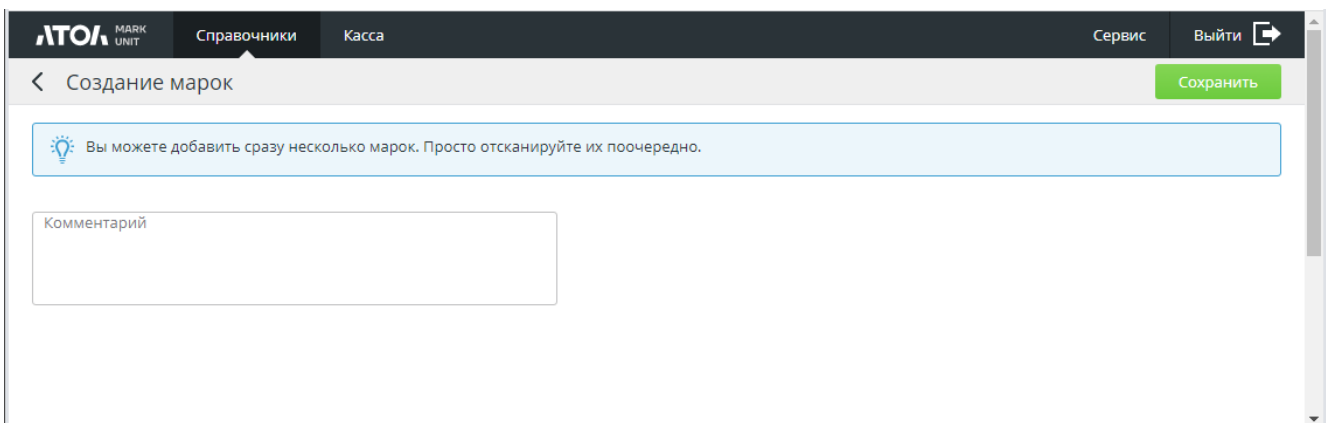 АТОЛ MARK UNIT Справочники Касса Сервис Выйти
Создание марок Сохранить
Вы можете добавить сразу несколько марок. Просто отсканируйте их поочередно.
Комментарий